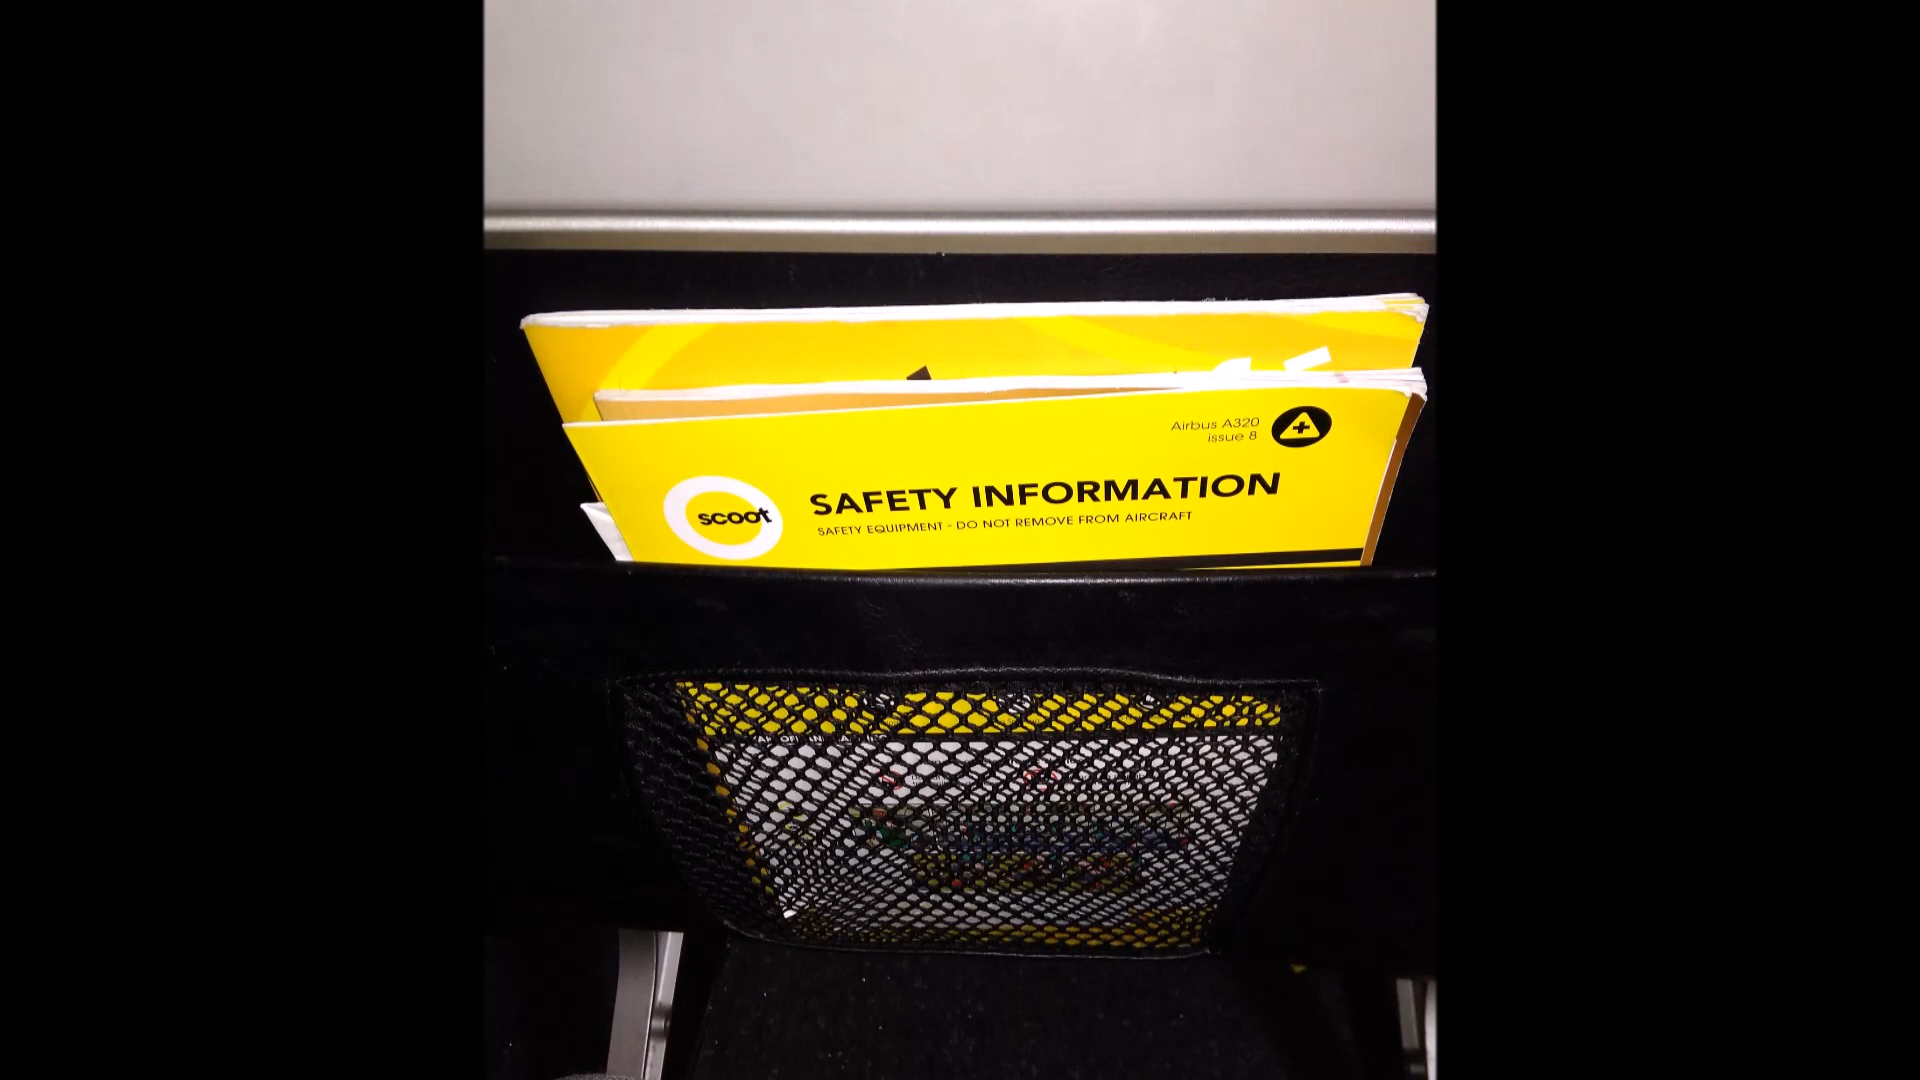 Airbus A320
issue 8
SAFETY INFORMATION
scoot
SAFETY EQUIPMENT - DO NOT REMOVE FROM AIRCRAFT